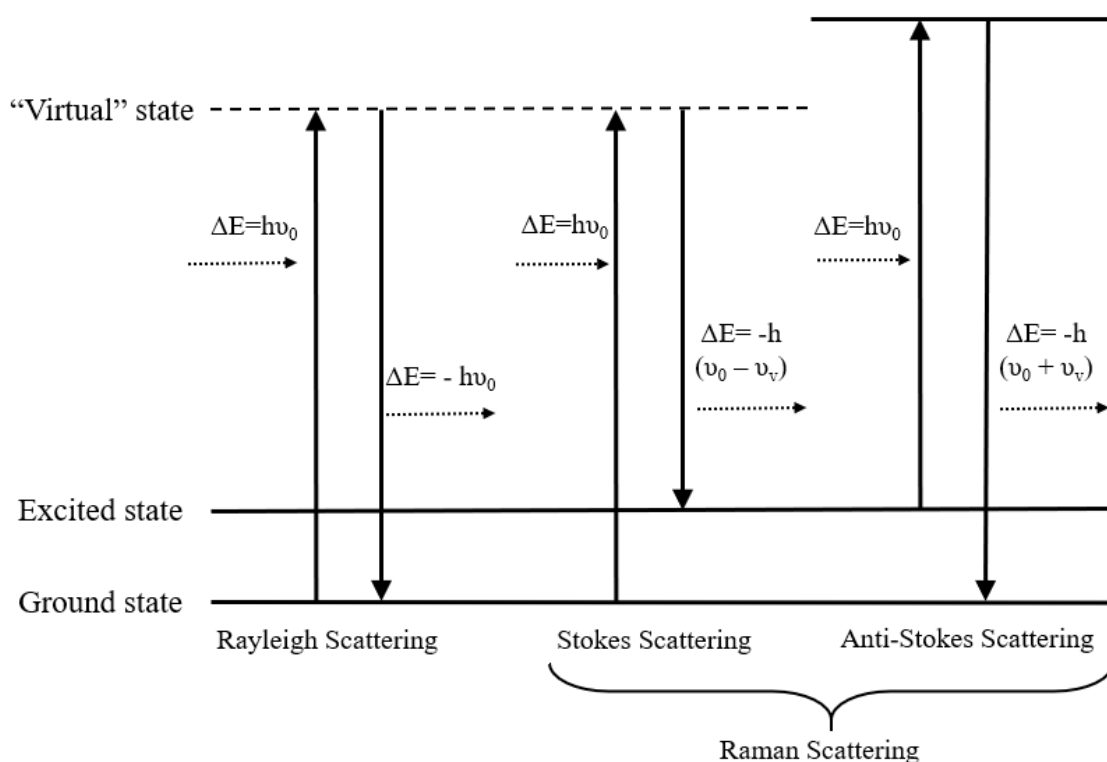 “Virtual” state
ΔE=hυ₀
ΔE=hυ₀
ΔE=hυ₀
ΔE= - hυ₀
ΔE= -h
(υ₀ – υᵥ)
ΔE= -h
(υ₀ + υᵥ)
Excited state
Ground state
Rayleigh Scattering
Stokes Scattering
Anti-Stokes Scattering
Raman Scattering